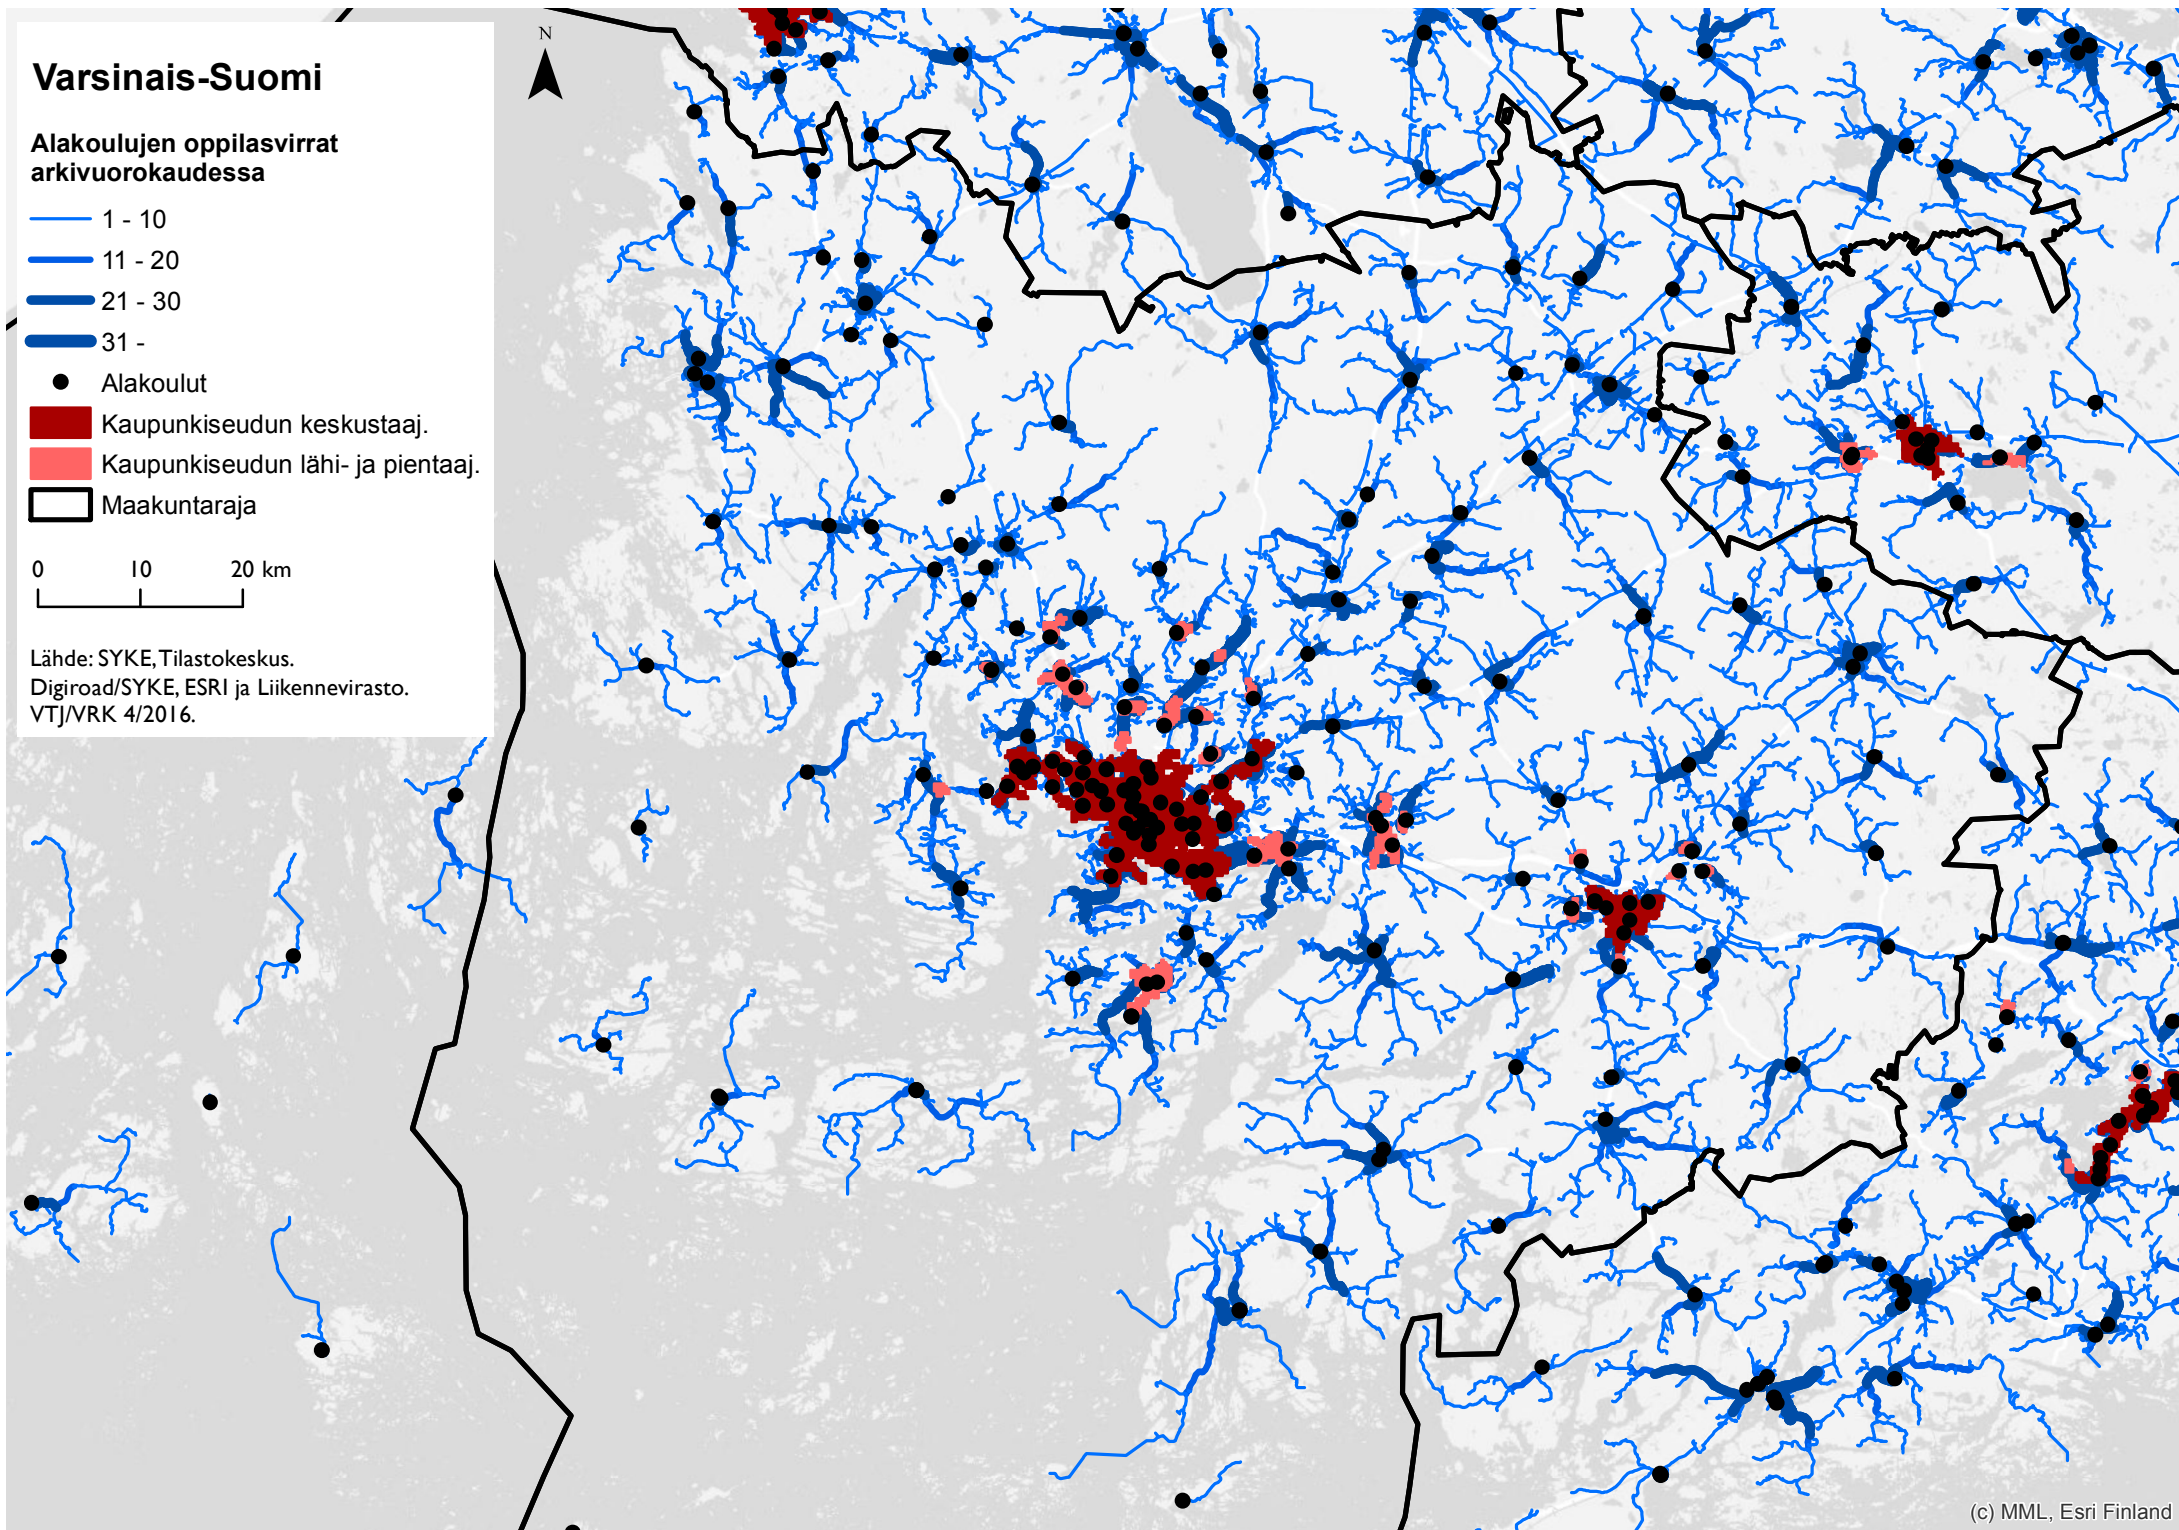 Varsinais-Suomi
Alakoulujen oppilasvirrat
arkivuorokaudessa
1 - 10
11 - 20
21 - 30
31 -
Alakoulut
Kaupunkiseudun keskustaaj.
Kaupunkiseudun lähi- ja pientaaj.
Maakuntaraja
0 10 20 km
Lähde: SYKE, Tilastokeskus.
Digiroad/SYKE, ESRI ja Liikennevirasto.
VTJ/VRK 4/2016.
N
(c) MML, Esri Finland